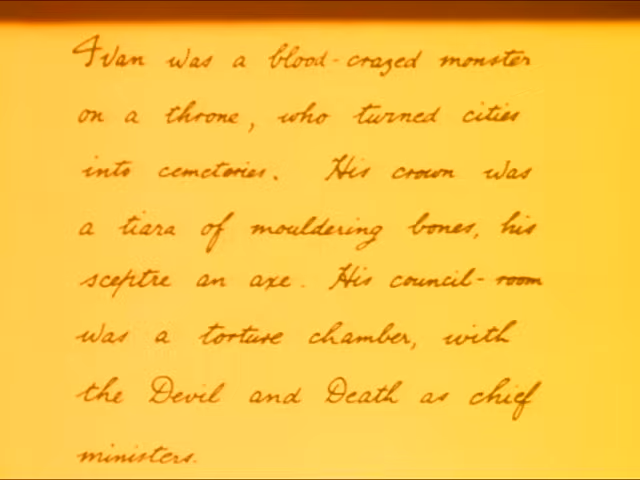 Ivan was a blood-crazed monster
on a throne, who turned cities
into cemeteries. His crown was
a tiara of mouldering bones, his
sceptre an axe. His council-room
was a torture chamber, with
the Devil and Death as chief
ministers.